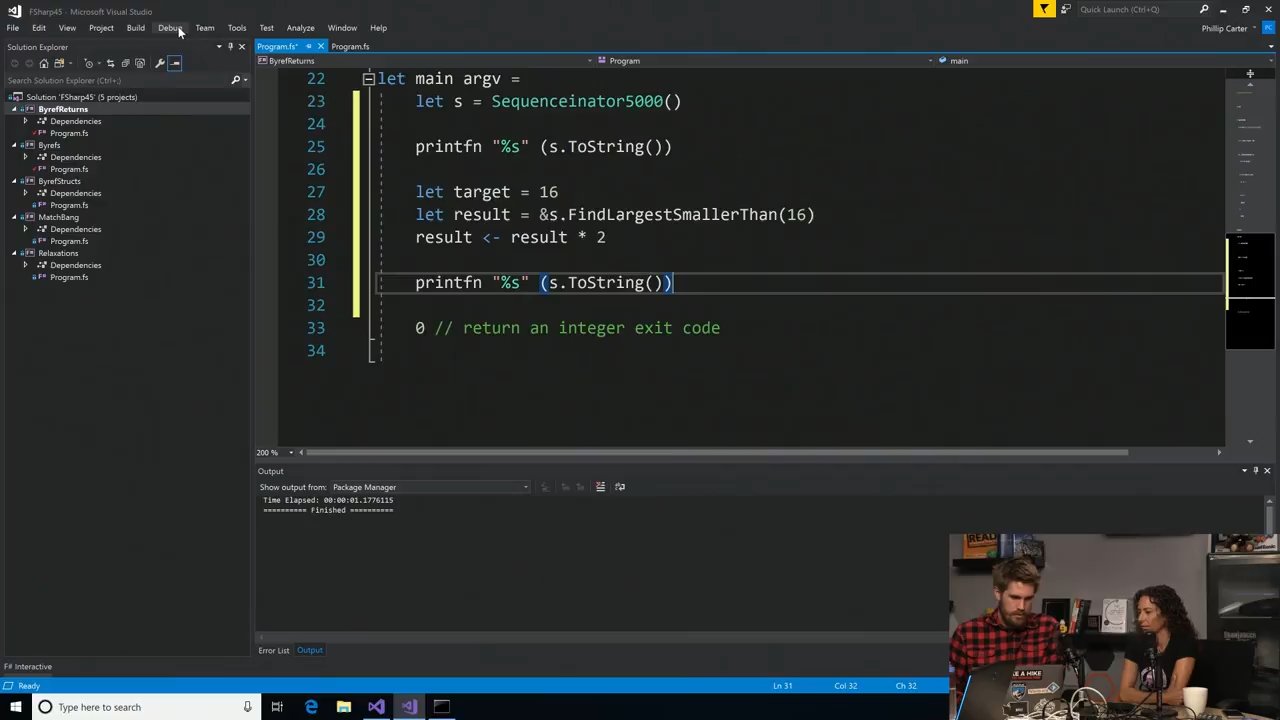 FSharp45 - Microsoft Visual Studio
Quick Launch (Ctrl+Q)
File Edit View Project Build Debug Team Tools Test Analyze Window Help
Phillip Carter PC
Solution Explorer
Program.fs* Program.fs
ByrefReturns Program main
Search Solution Explorer (Ctrl+;)
Solution 'FSharp45' (5 projects)
ByrefReturns
Dependencies
Program.fs
Byrefs
Dependencies
Program.fs
ByrefStructs
Dependencies
Program.fs
MatchBang
Dependencies
Program.fs
Relaxations
Dependencies
Program.fs
22 let main argv =
23 let s = Sequenceinator5000()
24
25 printfn "%s" (s.ToString())
26
27 let target = 16
28 let result = &s.FindLargestSmallerThan(16)
29 result <- result * 2
30
31 printfn "%s" (s.ToString())
32
33 0 // return an integer exit code
34
200 %
Output
Show output from: Package Manager
Time Elapsed: 00:00:01.1776115
========== Finished ==========
Error List Output
F# Interactive
Ready Ln 31 Col 32 Ch 32
Type here to search